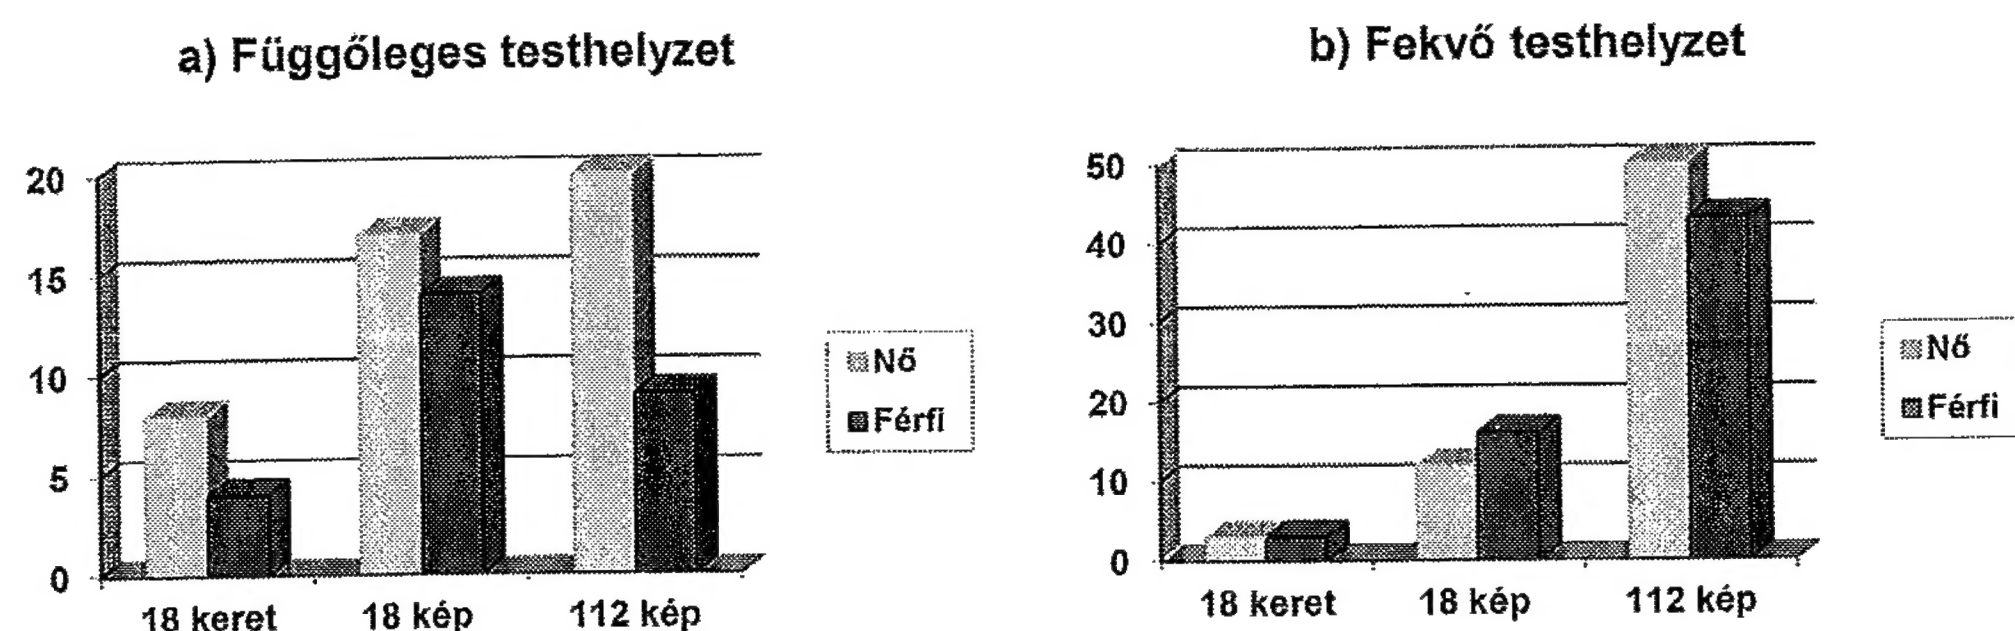 a) Függőleges testhelyzet
20
15
10
5
0
18 keret
18 kép
112 kép
Nő
Férfi
b) Fekvő testhelyzet
50
40
30
20
10
0
18 keret
18 kép
112 kép
Nő
Férfi